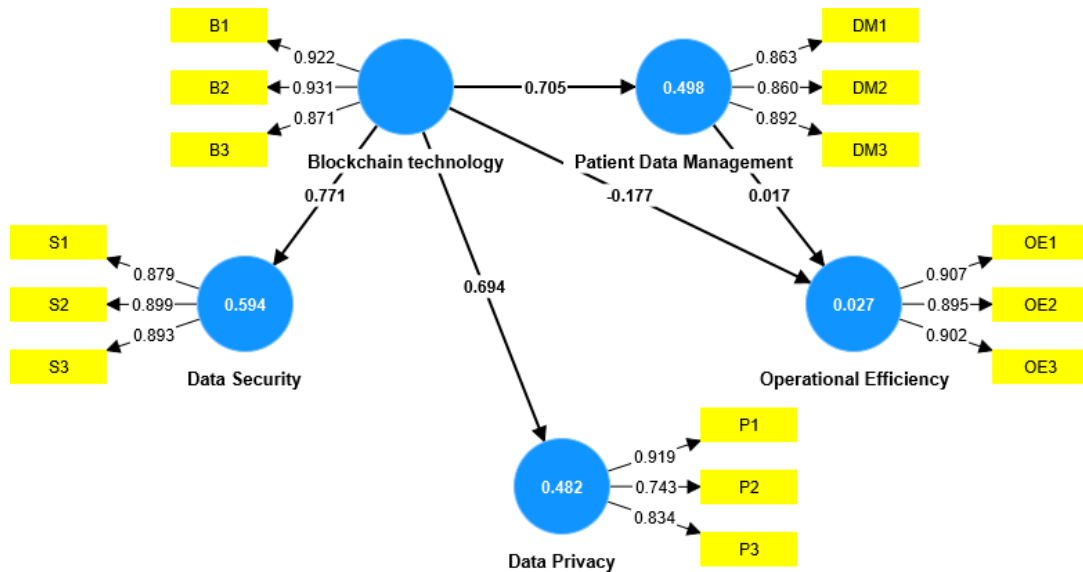 B1
DM1
0.922
0.863
B2
0.931
0.705
0.498
0.860
DM2
0.871
0.892
B3
DM3
Blockchain technology
Patient Data Management
0.771
-0.177
0.017
S1
OE1
0.879
0.907
0.694
S2
0.899
0.594
0.027
0.895
OE2
0.893
0.902
S3
OE3
Data Security
Operational Efficiency
P1
0.919
0.482
0.743
P2
0.834
P3
Data Privacy